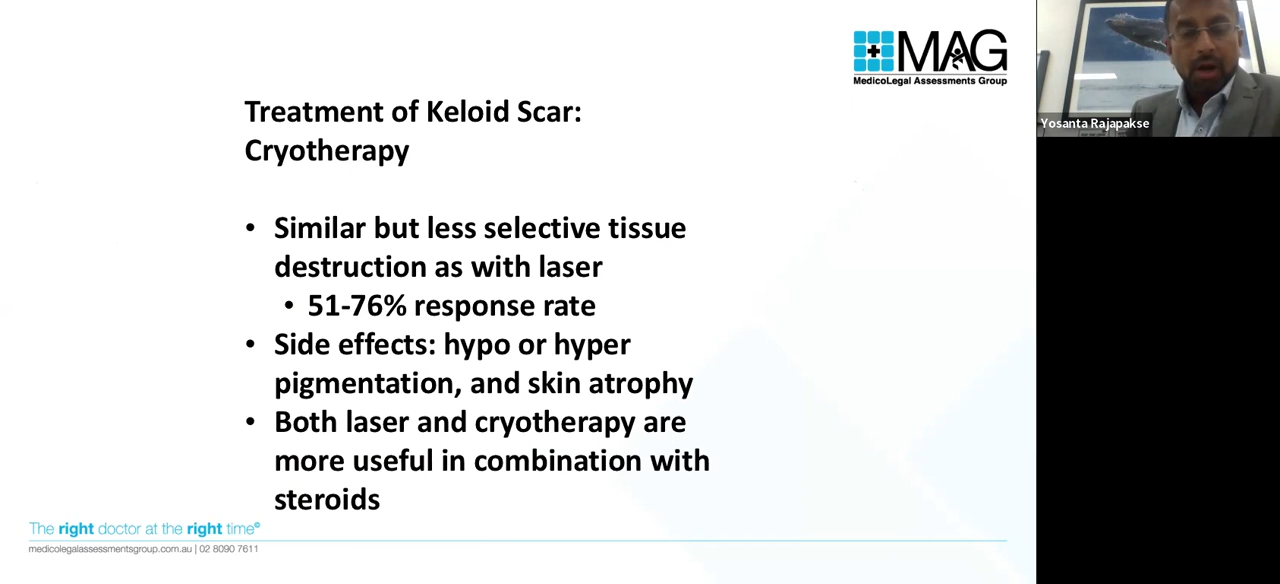 MAG
MedicoLegal Assessments Group
Yosanta Rajapakse
Treatment of Keloid Scar:
Cryotherapy
• Similar but less selective tissue
destruction as with laser
• 51-76% response rate
• Side effects: hypo or hyper
pigmentation, and skin atrophy
• Both laser and cryotherapy are
more useful in combination with
steroids
The right doctor at the right time©
medicolegalassessmentsgroup.com.au | 02 8090 7611